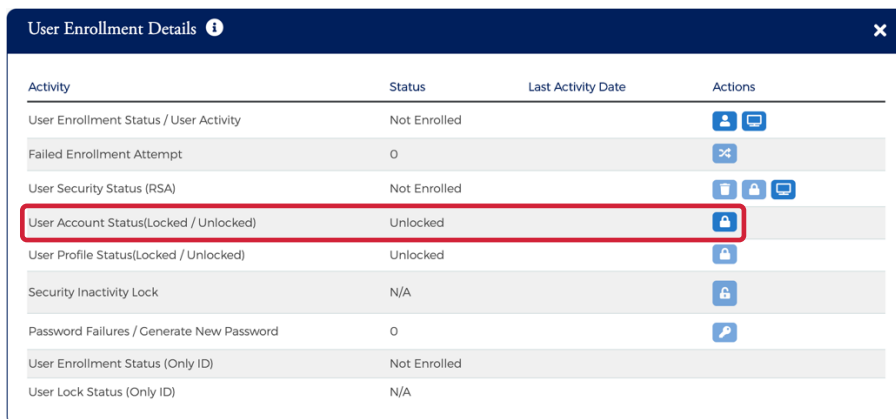 User Enrollment Details
Activity Status Last Activity Date Actions
User Enrollment Status / User Activity Not Enrolled
Failed Enrollment Attempt 0
User Security Status (RSA) Not Enrolled
User Account Status(Locked / Unlocked) Unlocked
User Profile Status(Locked / Unlocked) Unlocked
Security Inactivity Lock N/A
Password Failures / Generate New Password 0
User Enrollment Status (Only ID) Not Enrolled
User Lock Status (Only ID) N/A